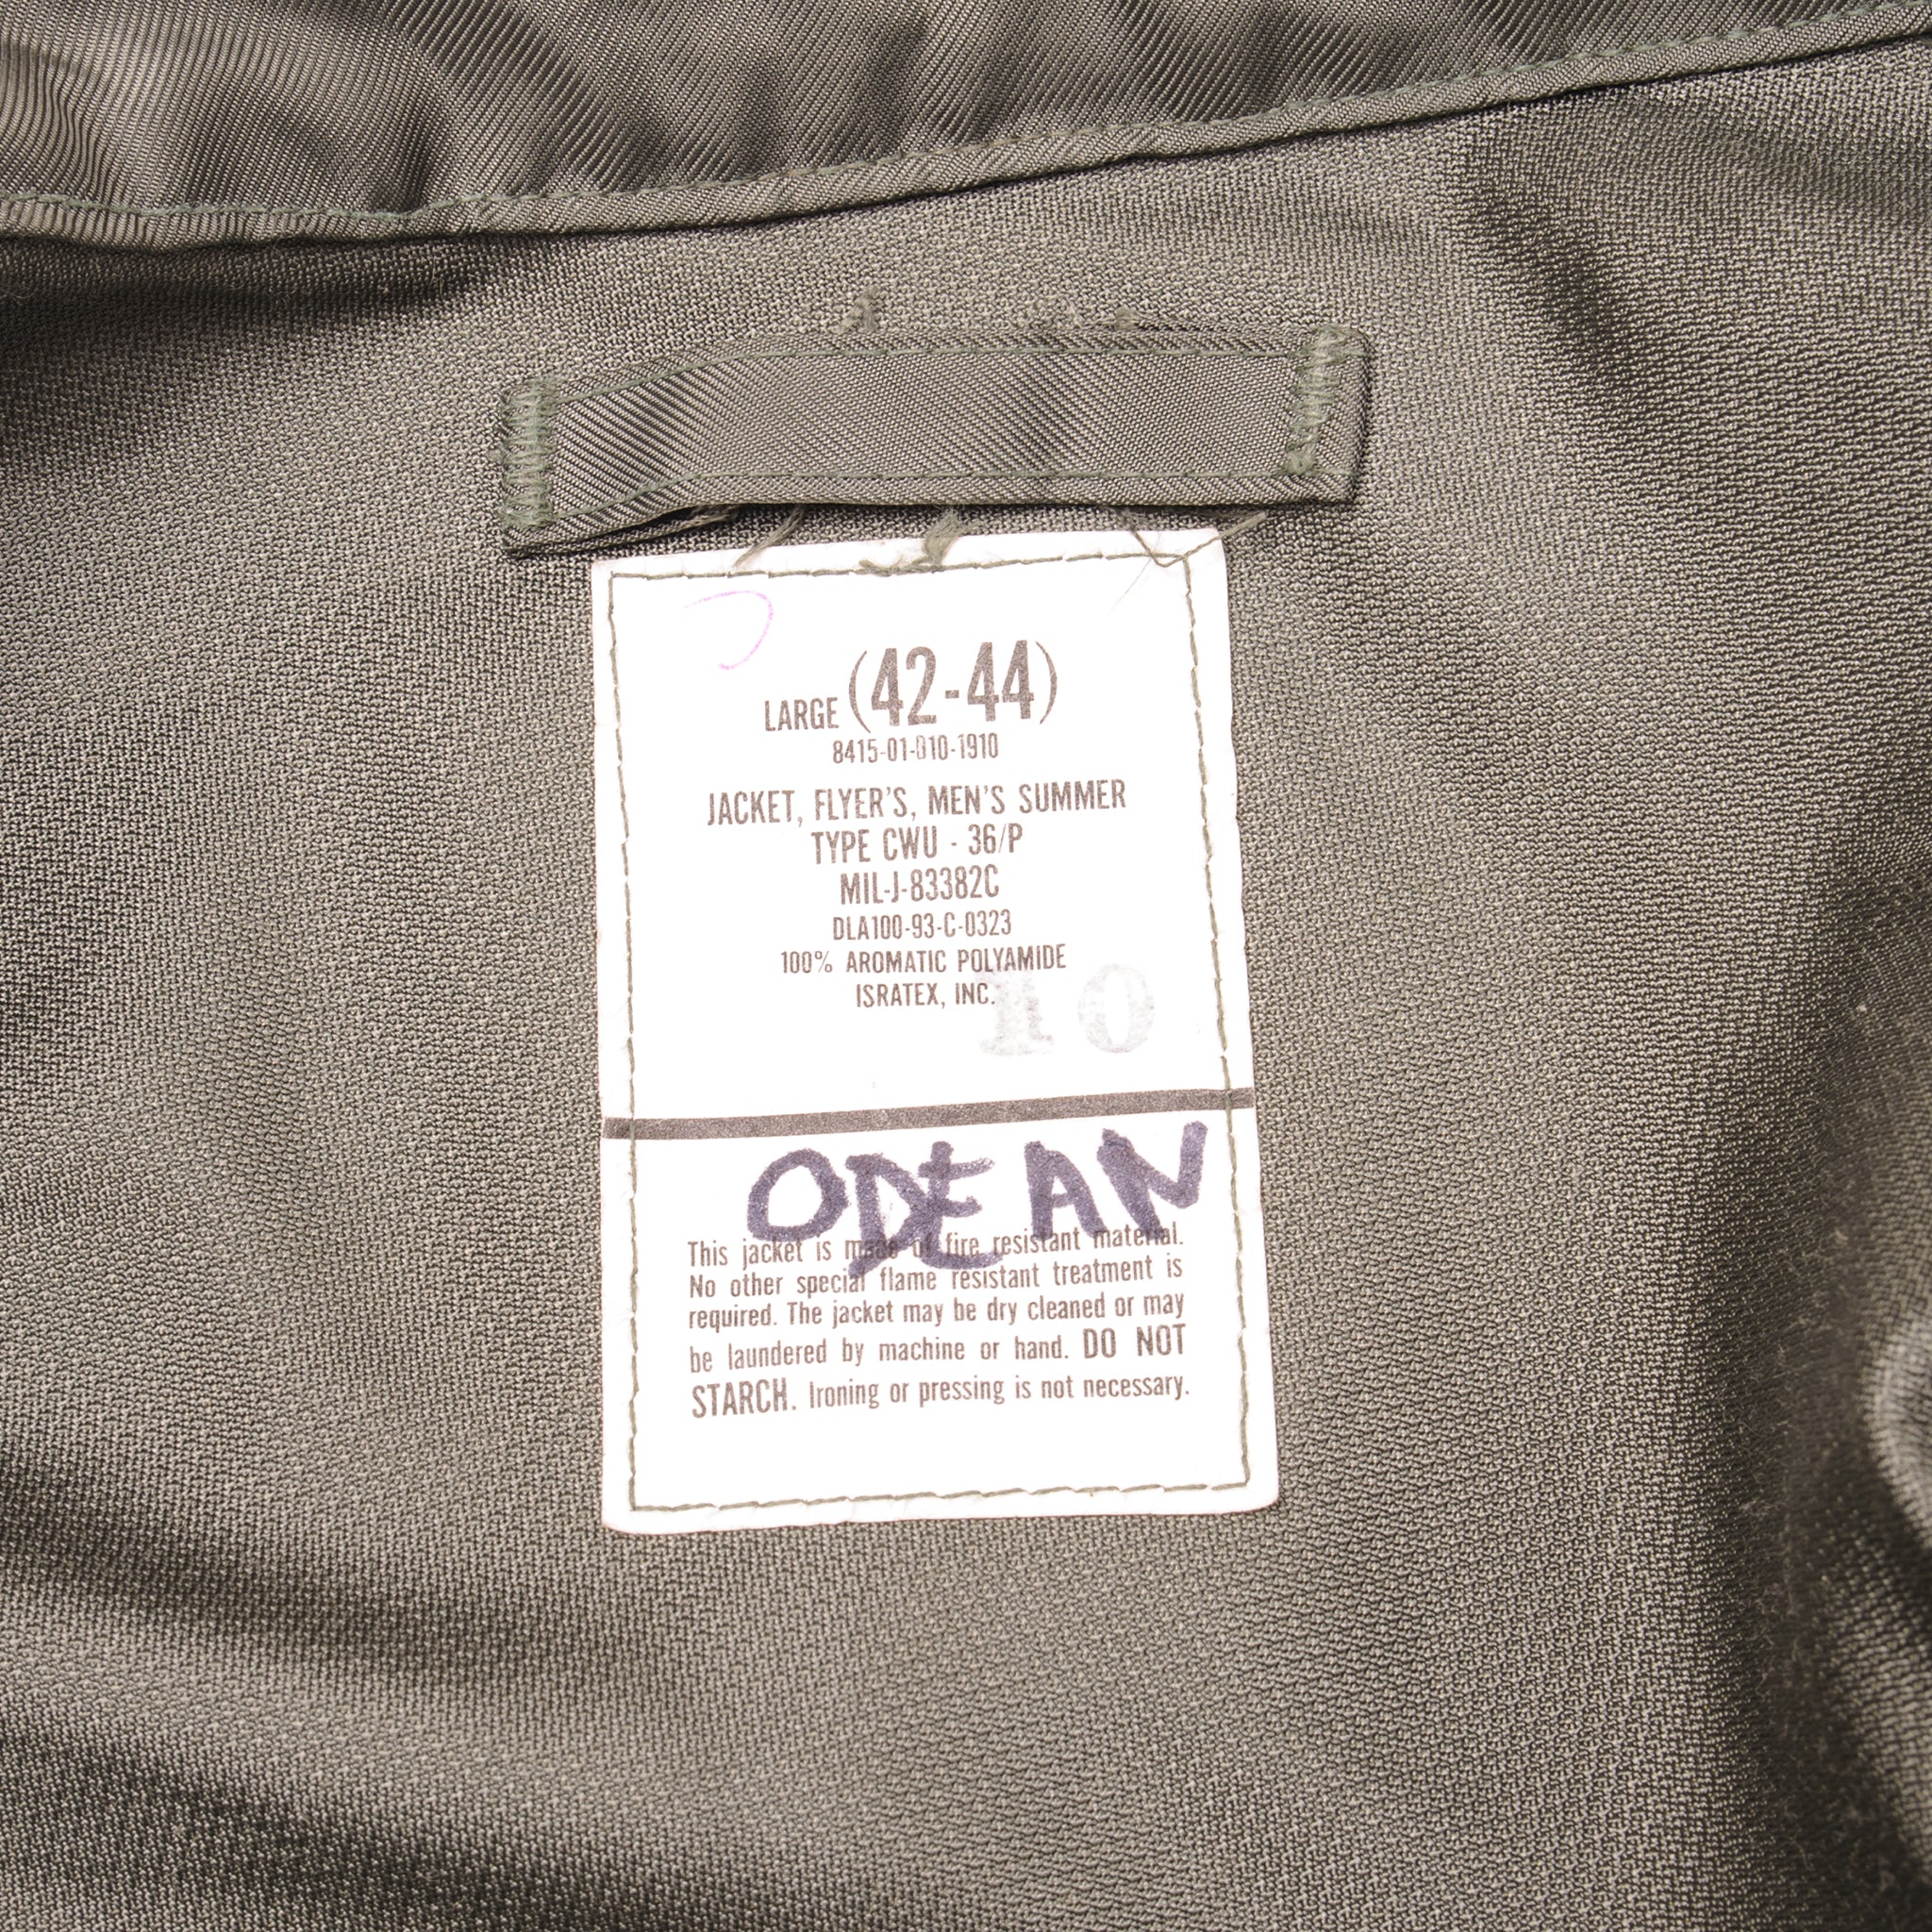 LARGE (42-44)
8415-01-010-1910
JACKET, FLYER'S, MEN'S SUMMER
TYPE CWU - 36/P
MIL-J-83382C
DLA100-93-C-0323
100% AROMATIC POLYAMIDE
ISRATEX, INC.
10
ODEAN
This jacket is made of fire resistant material.
No other special flame resistant treatment is
required. The jacket may be dry cleaned or may
be laundered by machine or hand. DO NOT
STARCH. Ironing or pressing is not necessary.